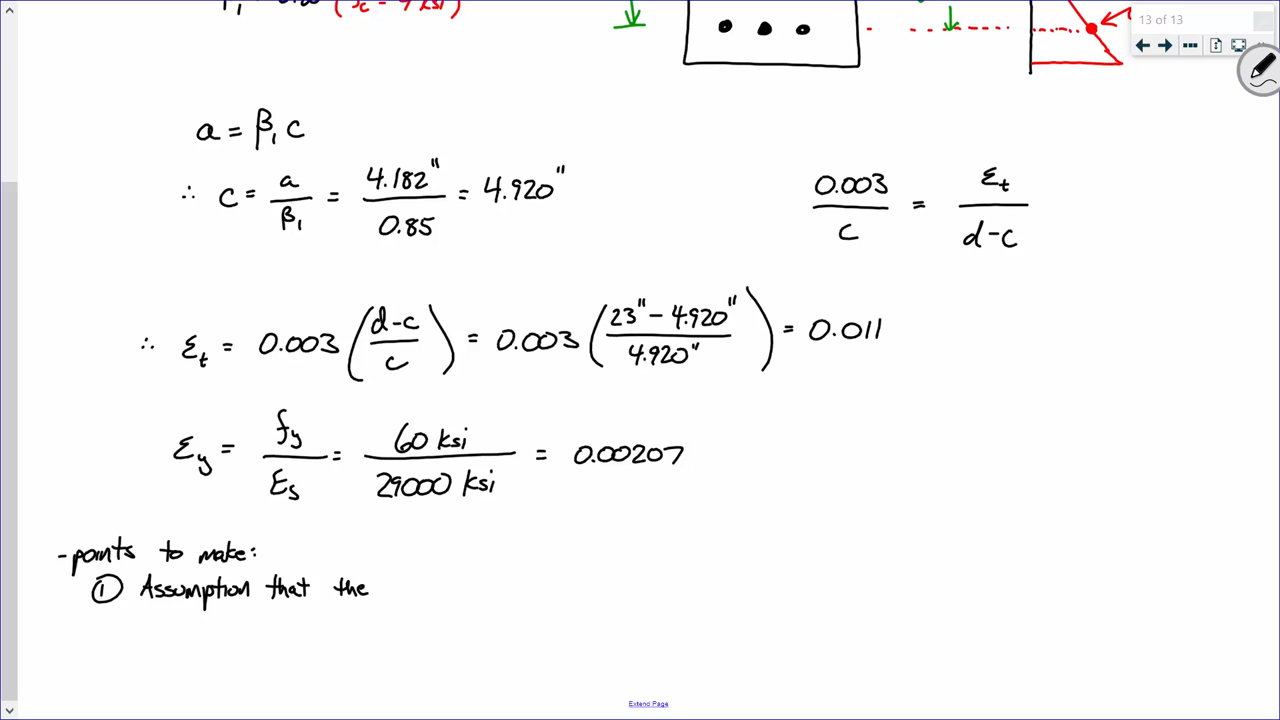 (f'c = 4 ksi)
13 of 13
a = β₁ c
∴ c = a / β₁ = 4.182" / 0.85 = 4.920"
0.003 / c = εt / d-c
∴ εt = 0.003 (d-c / c) = 0.003 (23" - 4.920" / 4.920") = 0.011
εy = fy / Es = 60 ksi / 29000 ksi = 0.00207
-points to make:
① Assumption that the
Extend Page